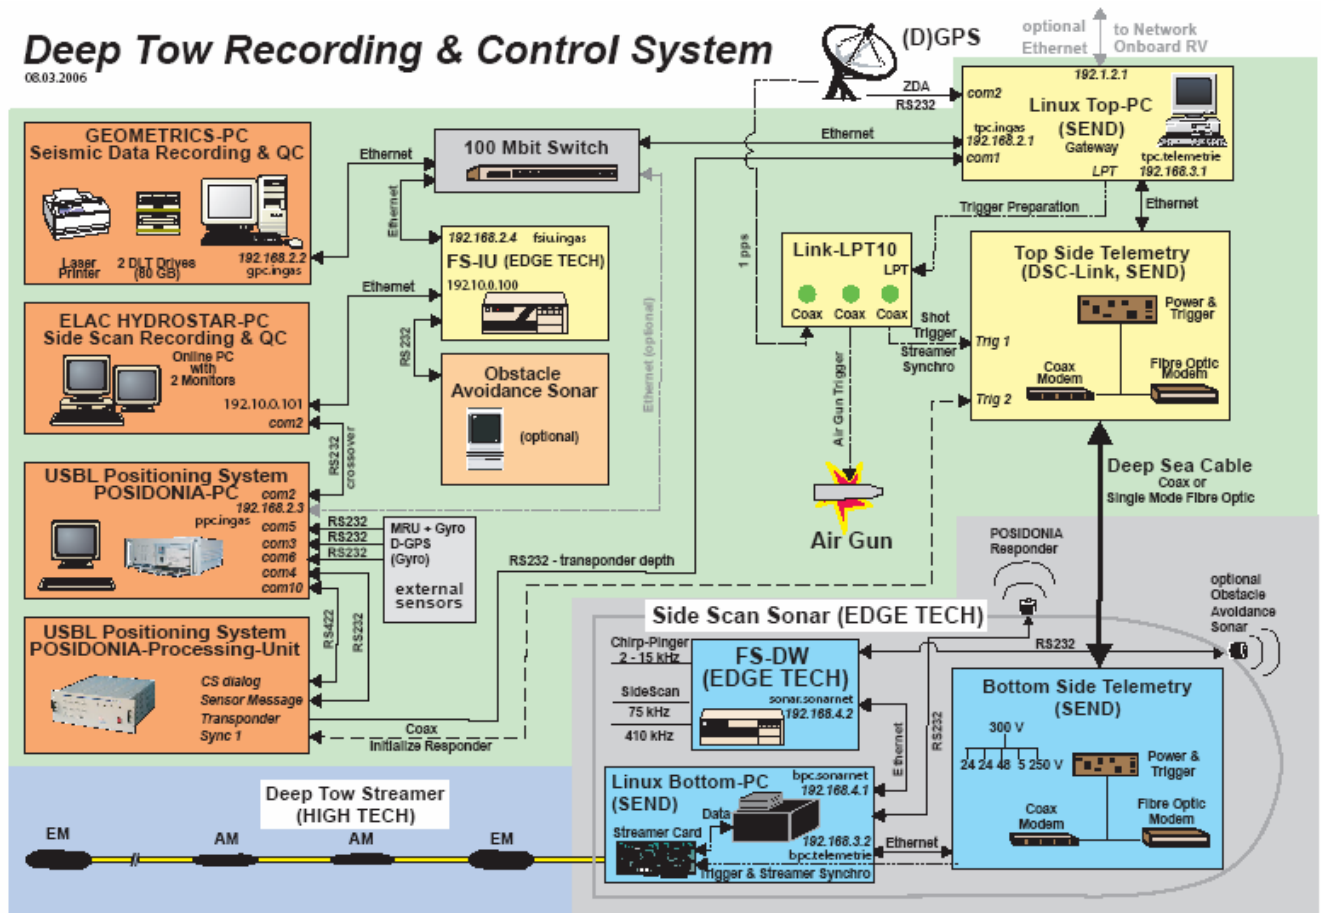 Deep Tow Recording & Control System
08.03.2006
(D)GPS
optional
Ethernet
to Network
Onboard RV
ZDA
RS232
192.1.2.1
com2
Linux Top-PC
(SEND)
Gateway
tpc.ingas
192.168.2.1
com1
tpc.telemetrie
LPT
192.168.3.1
GEOMETRICS-PC
Seismic Data Recording & QC
Laser
Printer
2 DLT Drives
(80 GB)
192.168.2.2
gpc.ingas
Ethernet
Ethernet
100 Mbit Switch
Ethernet
192.168.2.4 fsiu.ingas
FS-IU (EDGE TECH)
192.10.0.100
Ethernet
RS232
Ethernet (optional)
1 pps
Trigger Preparation
Ethernet
Link-LPT10
LPT
Coax
Coax
Coax
Shot
Trigger
Streamer
Synchro
Top Side Telemetry
(DSC-Link, SEND)
Power &
Trigger
Trig 1
Coax
Modem
Fibre Optic
Modem
Trig 2
ELAC HYDROSTAR-PC
Side Scan Recording & QC
Online PC
with
2 Monitors
192.10.0.101
com2
Obstacle
Avoidance Sonar
(optional)
Air Gun Trigger
Air Gun
RS232
crossover
Deep Sea Cable
Coax or
Single Mode Fibre Optic
USBL Positioning System
POSIDONIA-PC
com2
192.168.2.3
ppc.ingas
com5
com3
com6
com4
com10
RS232
RS232
RS232
MRU + Gyro
D-GPS
(Gyro)
external
sensors
RS232 - transponder depth
RS422
RS232
USBL Positioning System
POSIDONIA-Processing-Unit
CS dialog
Sensor Message
Transponder
Sync 1
Coax
Initialize Responder
POSIDONIA
Responder
optional
Obstacle
Avoidance
Sonar
Side Scan Sonar (EDGE TECH)
RS232
Chirp-Pinger
2 - 15 kHz
SideScan
75 kHz
410 kHz
FS-DW
(EDGE TECH)
sonar.sonarnet
192.168.4.2
Ethernet
RS232
Bottom Side Telemetry
(SEND)
300 V
24 24 48 5 250 V
Power &
Trigger
Coax
Modem
Fibre Optic
Modem
Linux Bottom-PC
(SEND)
bpc.sonarnet
192.168.4.1
Data
Streamer Card
192.168.3.2
bpc.telemetrie
Ethernet
Trigger & Streamer Synchro
Deep Tow Streamer
(HIGH TECH)
EM
AM
AM
EM